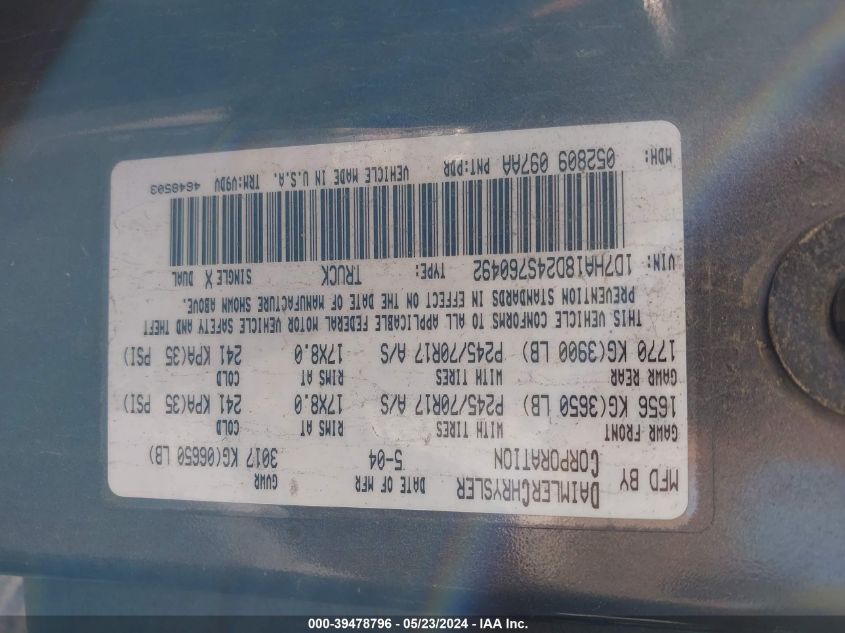 MFD BY DAIMLERCHRYSLER CORPORATION DATE OF MFR 5-04 GVWR 3017 KG(06650 LB)
GAWR FRONT WITH TIRES RIMS AT COLD
1656 KG(3650 LB) P245/70R17 A/S 17X8.0 241 KPA(35 PSI)
GAWR REAR WITH TIRES RIMS AT COLD
1770 KG(3900 LB) P245/70R17 A/S 17X8.0 241 KPA(35 PSI)
THIS VEHICLE CONFORMS TO ALL APPLICABLE FEDERAL MOTOR VEHICLE SAFETY AND THEFT
PREVENTION STANDARDS IN EFFECT ON THE DATE OF MANUFACTURE SHOWN ABOVE.
VIN: 1D7HA18D24S760492 TYPE: TRUCK SINGLE X DUAL
MDH: 052809 097AA PNT:PDR VEHICLE MADE IN U.S.A. TRM:V9DV 4648503
000-39478796 - 05/23/2024 - IAA Inc.